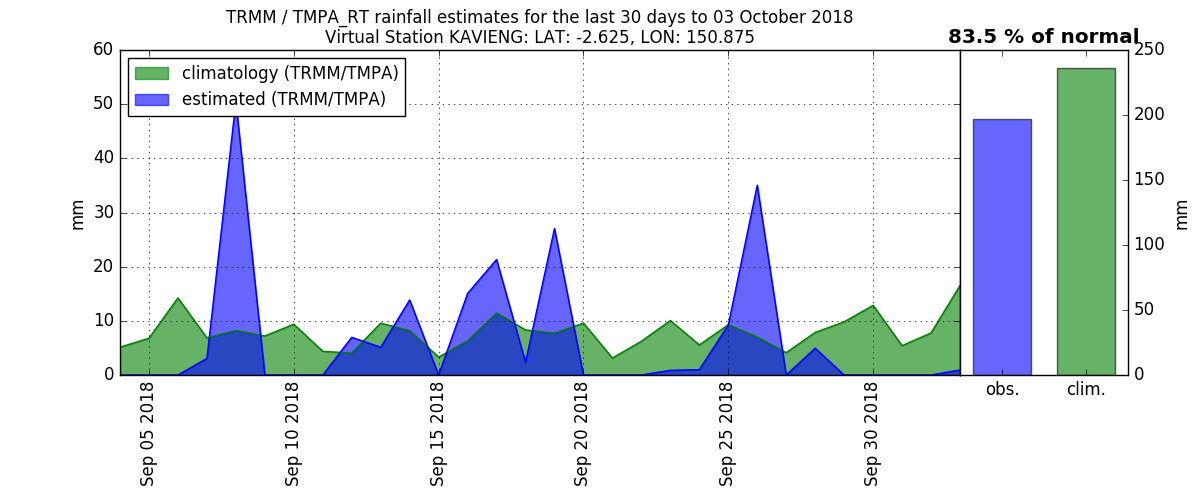 TRMM / TMPA_RT rainfall estimates for the last 30 days to 03 October 2018
Virtual Station KAVIENG: LAT: -2.625, LON: 150.875
83.5 % of normal
climatology (TRMM/TMPA)
estimated (TRMM/TMPA)
60
50
40
30
20
10
0
mm
Sep 05 2018
Sep 10 2018
Sep 15 2018
Sep 20 2018
Sep 25 2018
Sep 30 2018
250
200
150
100
50
0
mm
obs.
clim.